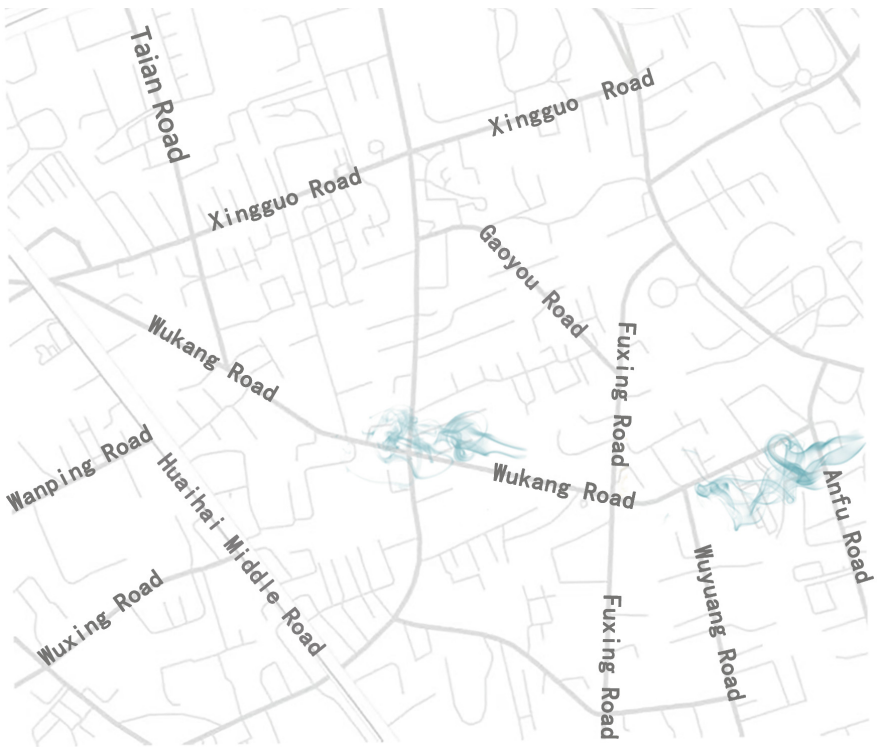 Taian Road
Xingguo Road
Xingguo Road
Gaoyou Road
Wukang Road
Fuxing Road
Wanping Road
Huaihai Middle Road
Wukang Road
Anfu Road
Wuxing Road
Wuyuang Road
Fuxing Road